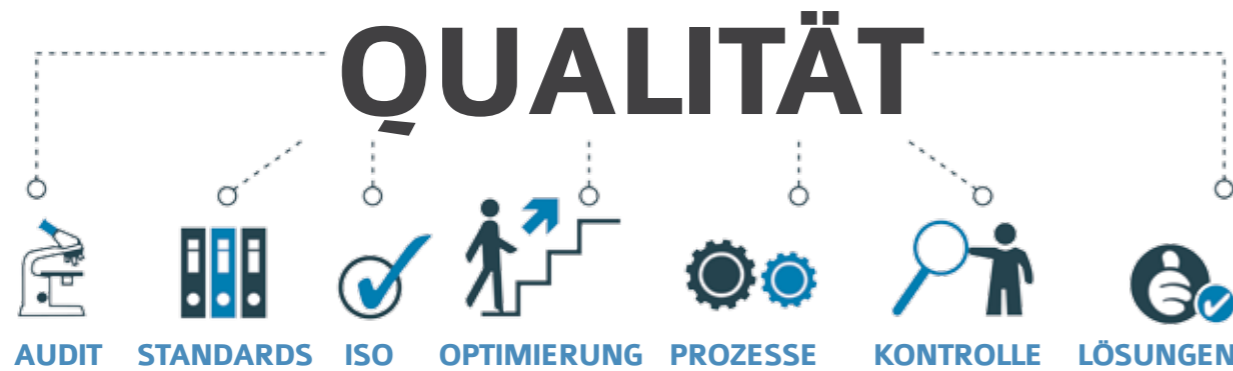 QUALITÄT
AUDIT STANDARDS ISO OPTIMIERUNG PROZESSE KONTROLLE LÖSUNGEN